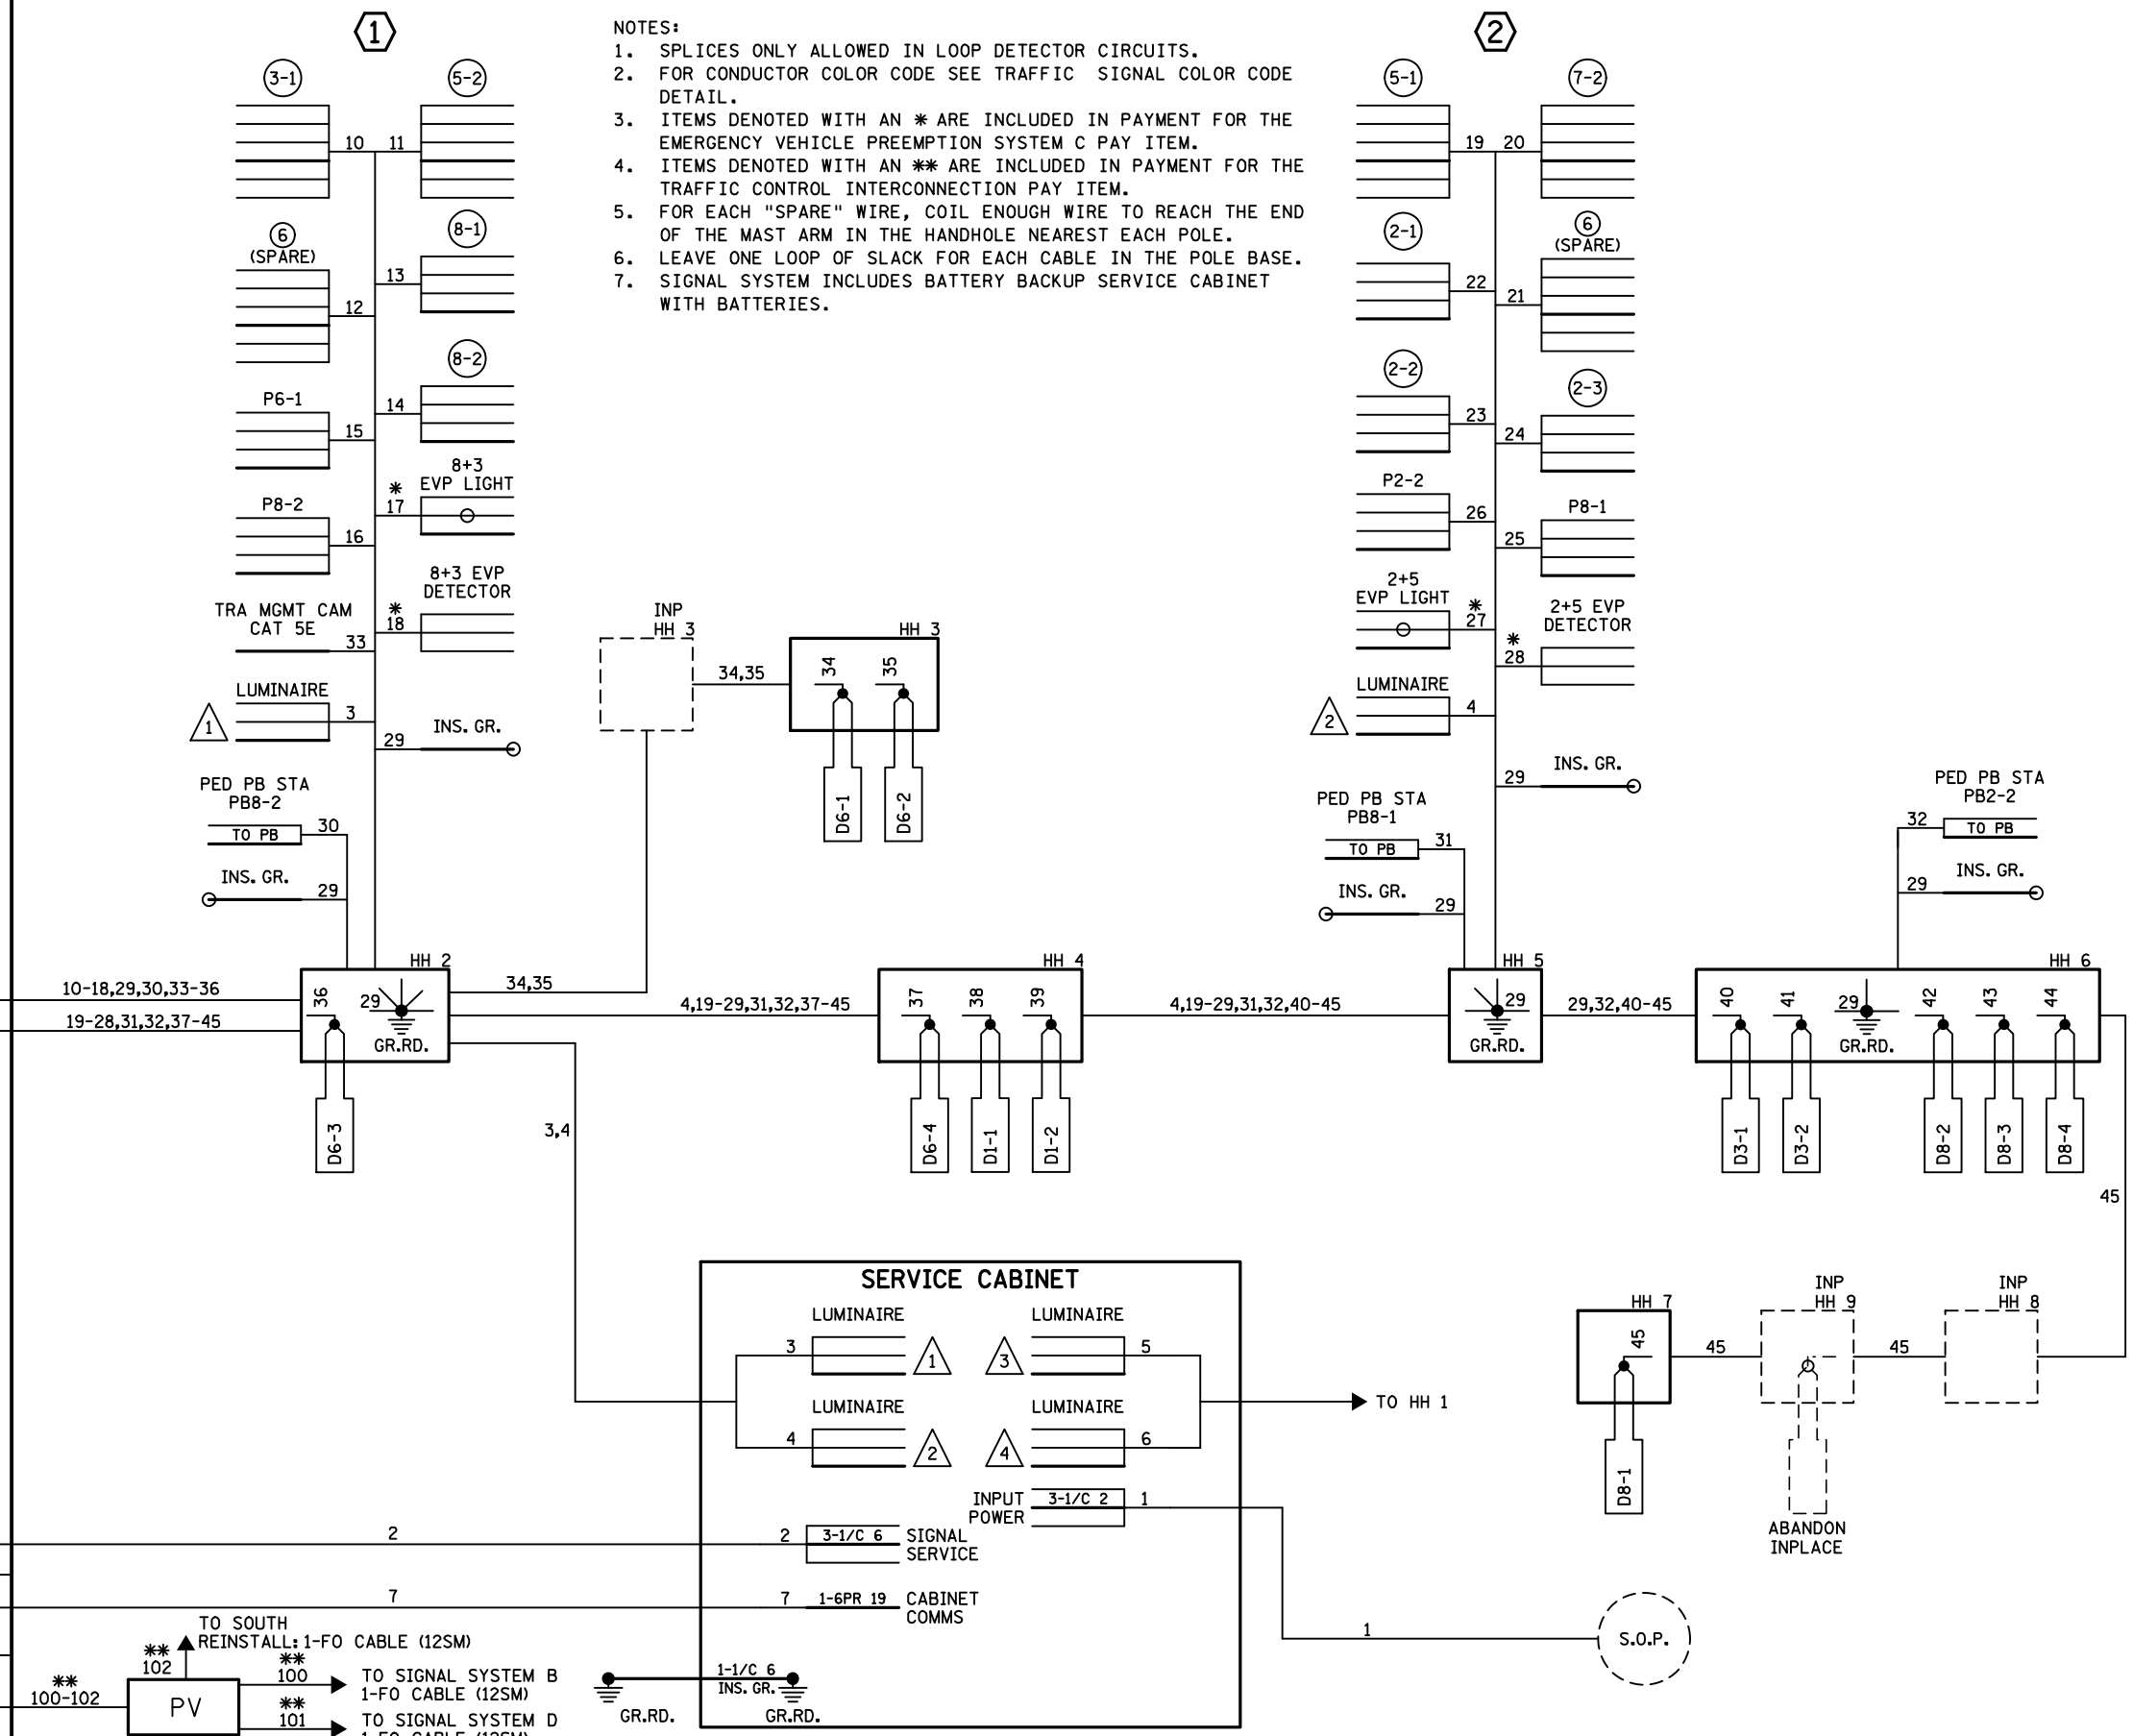 1
3-1
5-2
10 11
6
(SPARE)
12
8-1
13
8-2
14
P6-1
15
8+3
EVP LIGHT
*
17
P8-2
16
8+3 EVP
DETECTOR
*
18
TRA MGMT CAM
CAT 5E
33
LUMINAIRE
1
3
INS. GR.
29
PED PB STA
PB8-2
TO PB
30
INS. GR.
29
NOTES:
1. SPLICES ONLY ALLOWED IN LOOP DETECTOR CIRCUITS.
2. FOR CONDUCTOR COLOR CODE SEE TRAFFIC SIGNAL COLOR CODE
DETAIL.
3. ITEMS DENOTED WITH AN * ARE INCLUDED IN PAYMENT FOR THE
EMERGENCY VEHICLE PREEMPTION SYSTEM C PAY ITEM.
4. ITEMS DENOTED WITH AN ** ARE INCLUDED IN PAYMENT FOR THE
TRAFFIC CONTROL INTERCONNECTION PAY ITEM.
5. FOR EACH "SPARE" WIRE, COIL ENOUGH WIRE TO REACH THE END
OF THE MAST ARM IN THE HANDHOLE NEAREST EACH POLE.
6. LEAVE ONE LOOP OF SLACK FOR EACH CABLE IN THE POLE BASE.
7. SIGNAL SYSTEM INCLUDES BATTERY BACKUP SERVICE CABINET
WITH BATTERIES.
INP
HH 3
34,35
HH 3
34 35
D6-1 D6-2
2
5-1
7-2
19 20
2-1
22
6
(SPARE)
21
2-2
23
2-3
24
P2-2
26
P8-1
25
2+5
EVP LIGHT
*
27
2+5 EVP
DETECTOR
*
28
LUMINAIRE
2
4
INS. GR.
29
PED PB STA
PB8-1
TO PB
31
INS. GR.
29
PED PB STA
PB2-2
32
TO PB
INS. GR.
29
10-18,29,30,33-36
19-28,31,32,37-45
HH 2
36
29
GR.RD.
D6-3
34,35
3,4
4,19-29,31,32,37-45
HH 4
37 38 39
D6-4 D1-1 D1-2
4,19-29,31,32,40-45
HH 5
29
GR.RD.
29,32,40-45
HH 6
40 41 29 42 43 44
GR.RD.
D3-1 D3-2 D8-2 D8-3 D8-4
45
SERVICE CABINET
LUMINAIRE LUMINAIRE
3 1 3 5
LUMINAIRE LUMINAIRE
4 2 4 6
TO HH 1
INPUT
POWER
3-1/C 2
1
2
2 3-1/C 6 SIGNAL
SERVICE
7
7 1-6PR 19 CABINET
COMMS
1-1/C 6
INS. GR.
GR.RD. GR.RD.
1
S.O.P.
HH 7
45
D8-1
45
INP
HH 9
ABANDON
INPLACE
45
INP
HH 8
TO SOUTH
REINSTALL: 1-FO CABLE (12SM)
**
102
**
100-102
PV
**
100
TO SIGNAL SYSTEM B
1-FO CABLE (12SM)
**
101
TO SIGNAL SYSTEM D
1-FO CABLE (12SM)